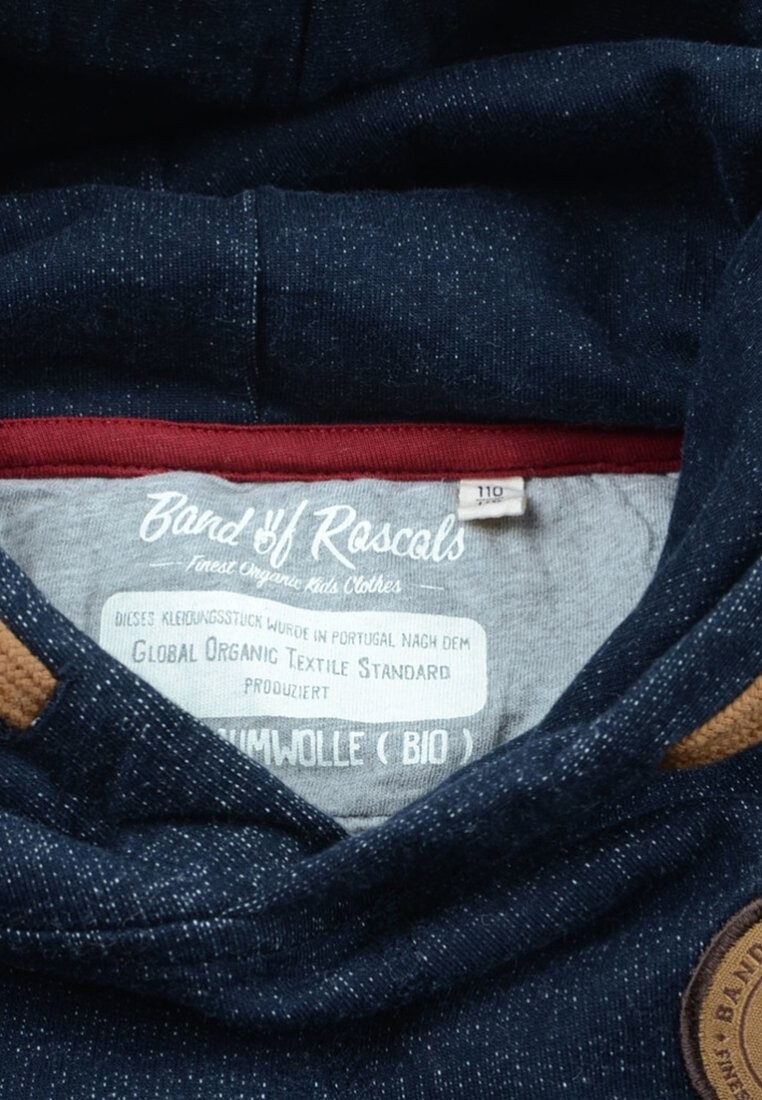 110
Band of Rascals
Finest Organic Kids Clothes
DIESES KLEIDUNGSSTÜCK WURDE IN PORTUGAL NACH DEM
GLOBAL ORGANIC TEXTILE STANDARD
PRODUZIERT
UMWOLLE ( BIO )
BAND